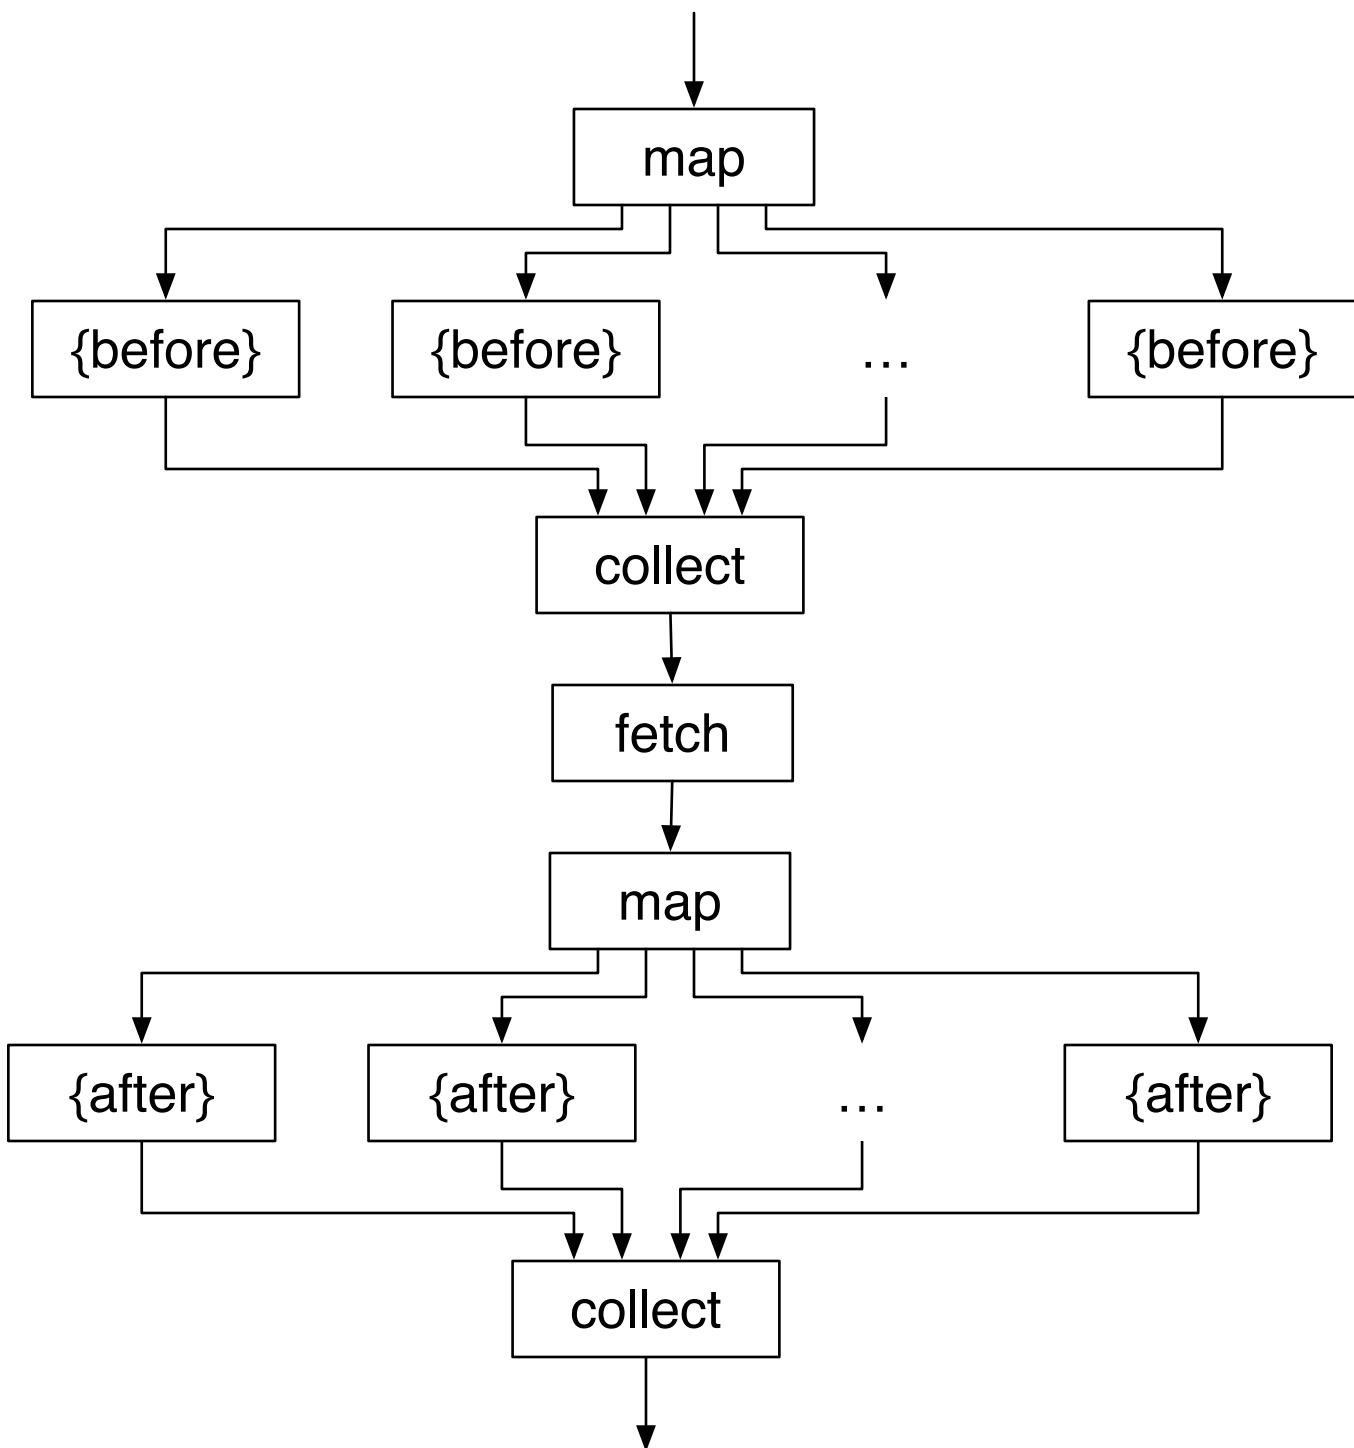 map
{before} {before} ... {before}
collect
fetch
map
{after} {after} ... {after}
collect